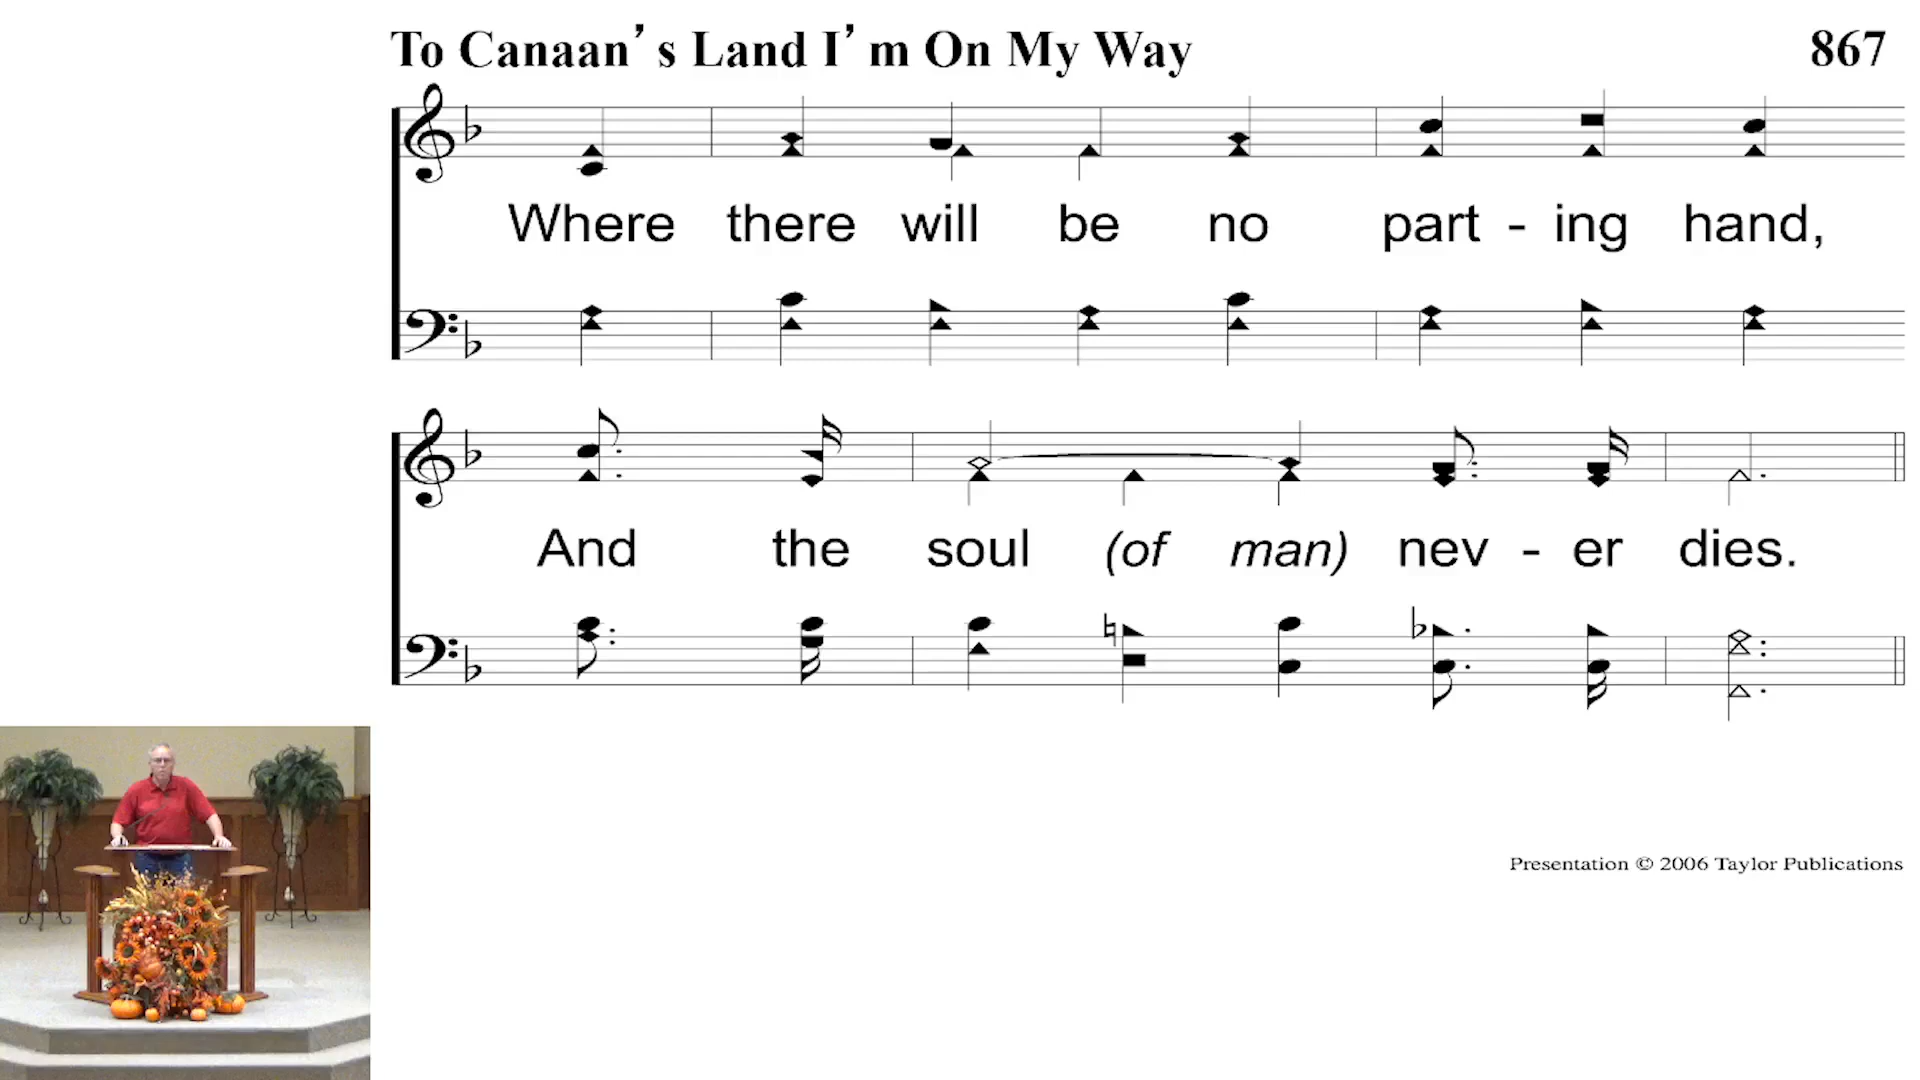 To Canaan’s Land I’m On My Way 867
Where there will be no part - ing hand,
And the soul (of man) nev - er dies.
Presentation © 2006 Taylor Publications